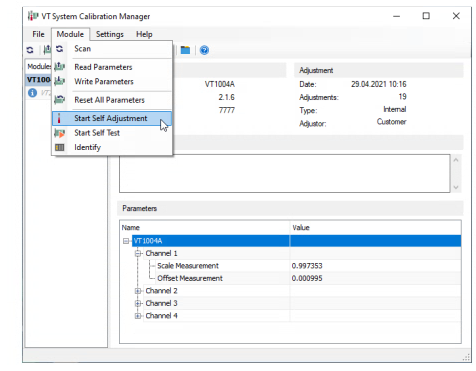 VT System Calibration Manager
File Module Settings Help
Scan
Read Parameters
Write Parameters
Reset All Parameters
Start Self Adjustment
Start Self Test
Identify
Module
VT100
VT1004A
2.1.6
7777
Adjustment
Date: 29.04.2021 10:16
Adjustments: 19
Type: Internal
Adjustor: Customer
Parameters
Name Value
VT1004A
Channel 1
Scale Measurement 0.997353
Offset Measurement 0.000995
Channel 2
Channel 3
Channel 4